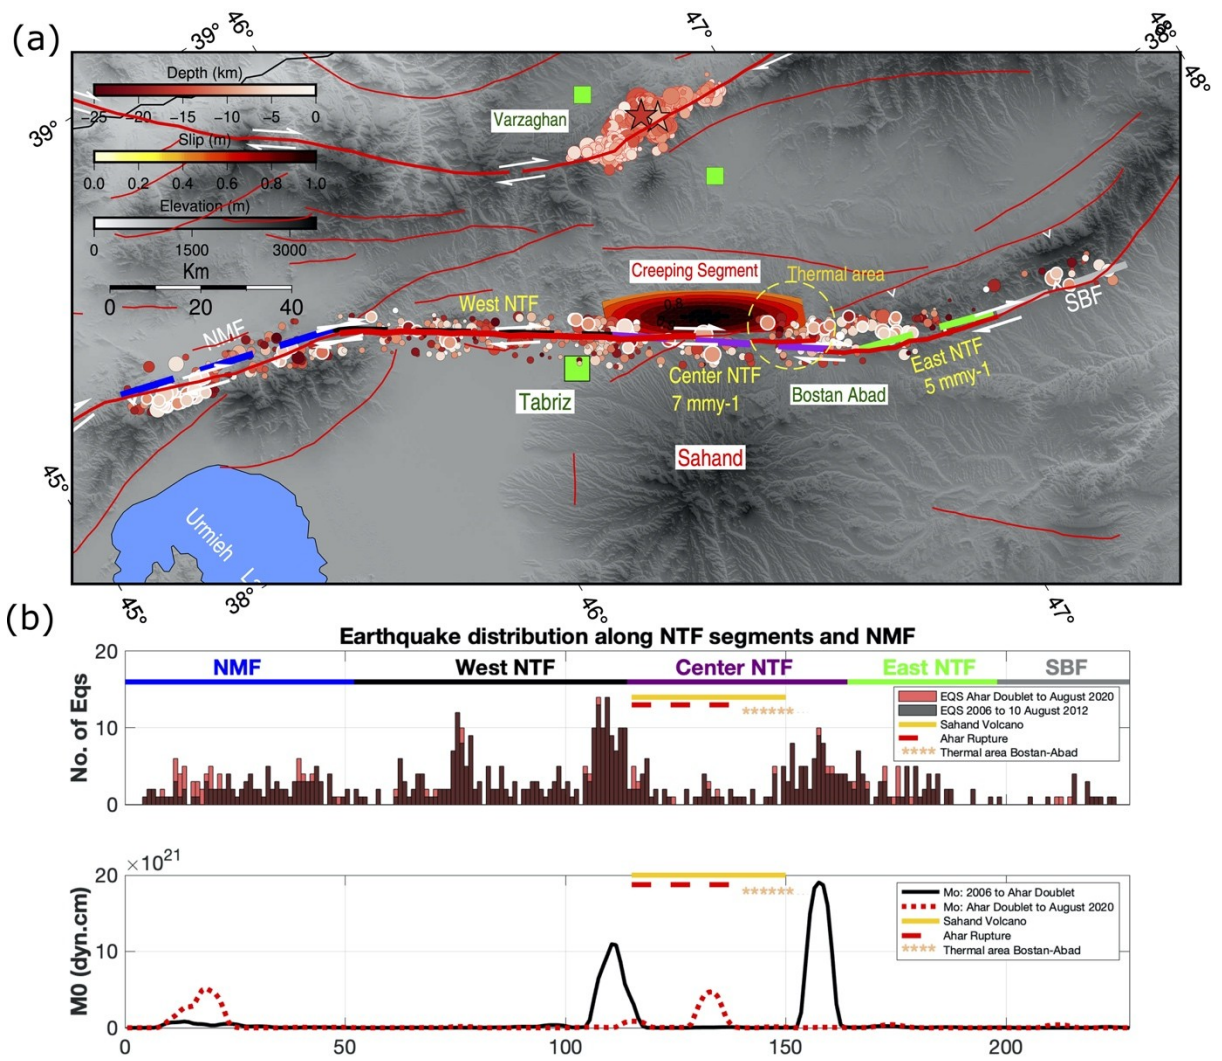 (a)
39° 46° 47° 38° 48°
48°
Depth (km)
−25 −20 −15 −10 −5 0
39°
Varzaghan
Slip (m)
0.0 0.2 0.4 0.6 0.8 1.0
Elevation (m)
0 1500 3000
Km
0 20 40
Creeping Segment
Thermal area
0.8
West NTF
SBF
NMF
East NTF
5 mmy-1
Center NTF
7 mmy-1
Tabriz
Bostan Abad
Sahand
45°
Urmieh
45° 38° 46° 47°
(b)
Earthquake distribution along NTF segments and NMF
20
NMF West NTF Center NTF East NTF SBF
EQS Ahar Doublet to August 2020
EQS 2006 to 10 August 2012
Sahand Volcano
Ahar Rupture
Thermal area Bostan-Abad
No. of Eqs
10
0
×10²¹
20
Mo: 2006 to Ahar Doublet
Mo: Ahar Doublet to August 2020
Sahand Volcano
Ahar Rupture
Thermal area Bostan-Abad
M0 (dyn.cm)
10
0
0 50 100 150 200